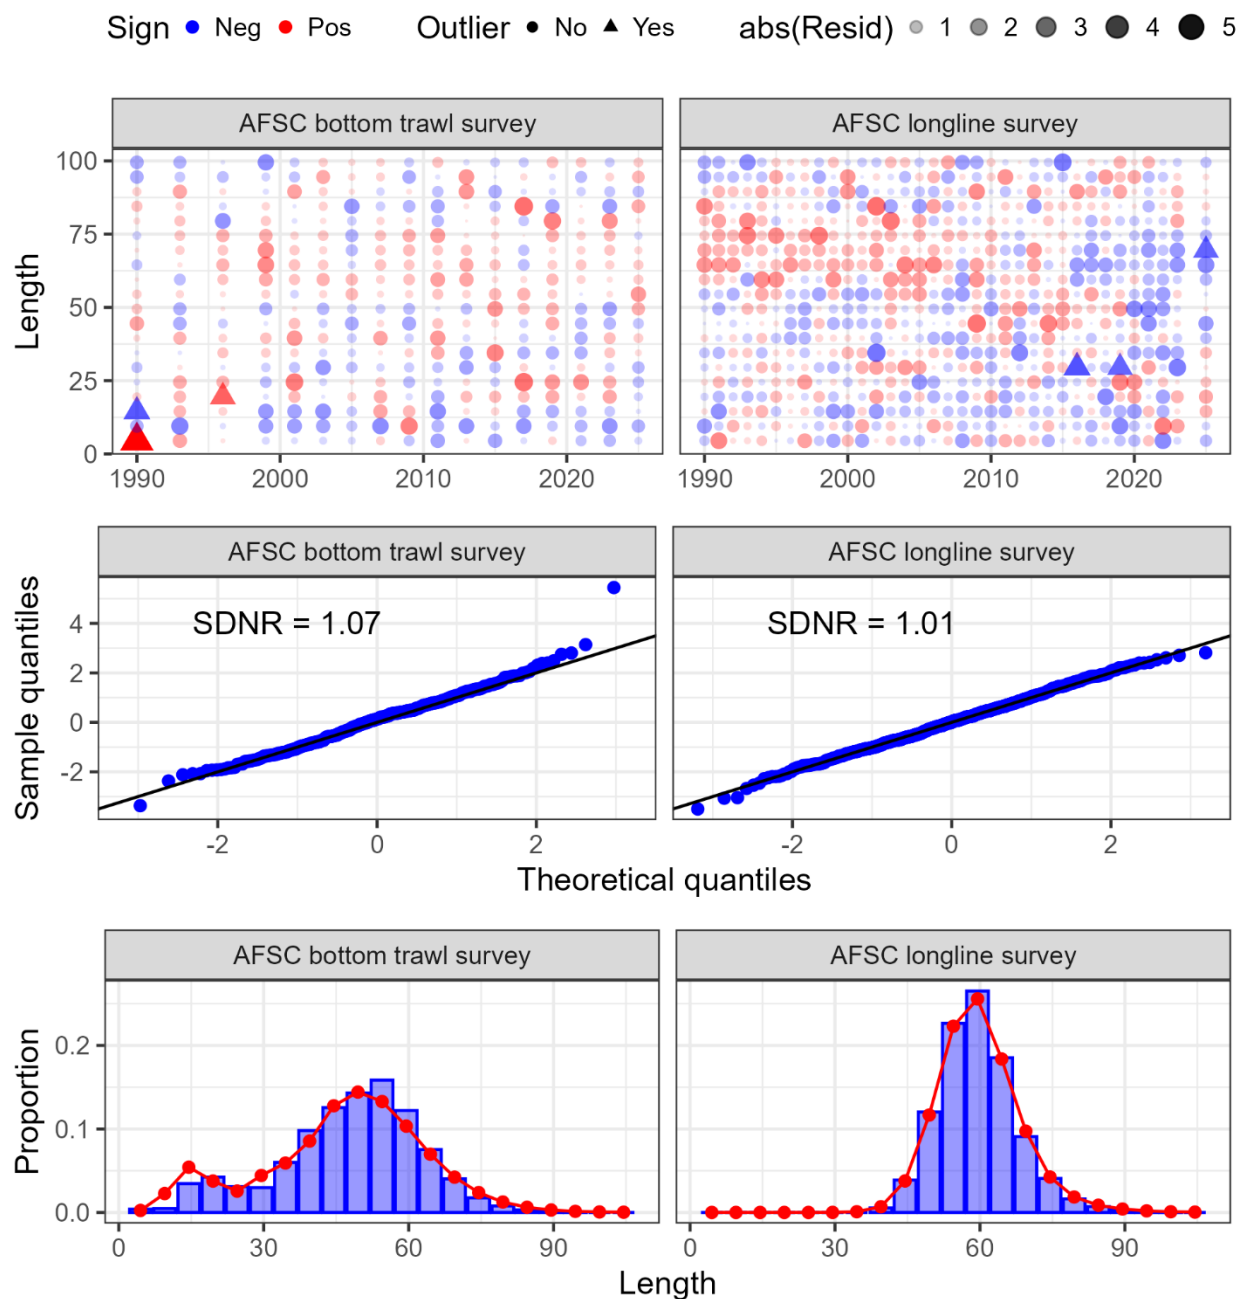 Sign Neg Pos Outlier No Yes abs(Resid) 1 2 3 4 5
AFSC bottom trawl survey AFSC longline survey
Length
100
75
50
25
0
1990 2000 2010 2020 1990 2000 2010 2020
AFSC bottom trawl survey AFSC longline survey
Sample quantiles
SDNR = 1.07 SDNR = 1.01
4
2
0
-2
-2 0 2 -2 0 2
Theoretical quantiles
AFSC bottom trawl survey AFSC longline survey
Proportion
0.2
0.1
0.0
0 30 60 90 0 30 60 90
Length